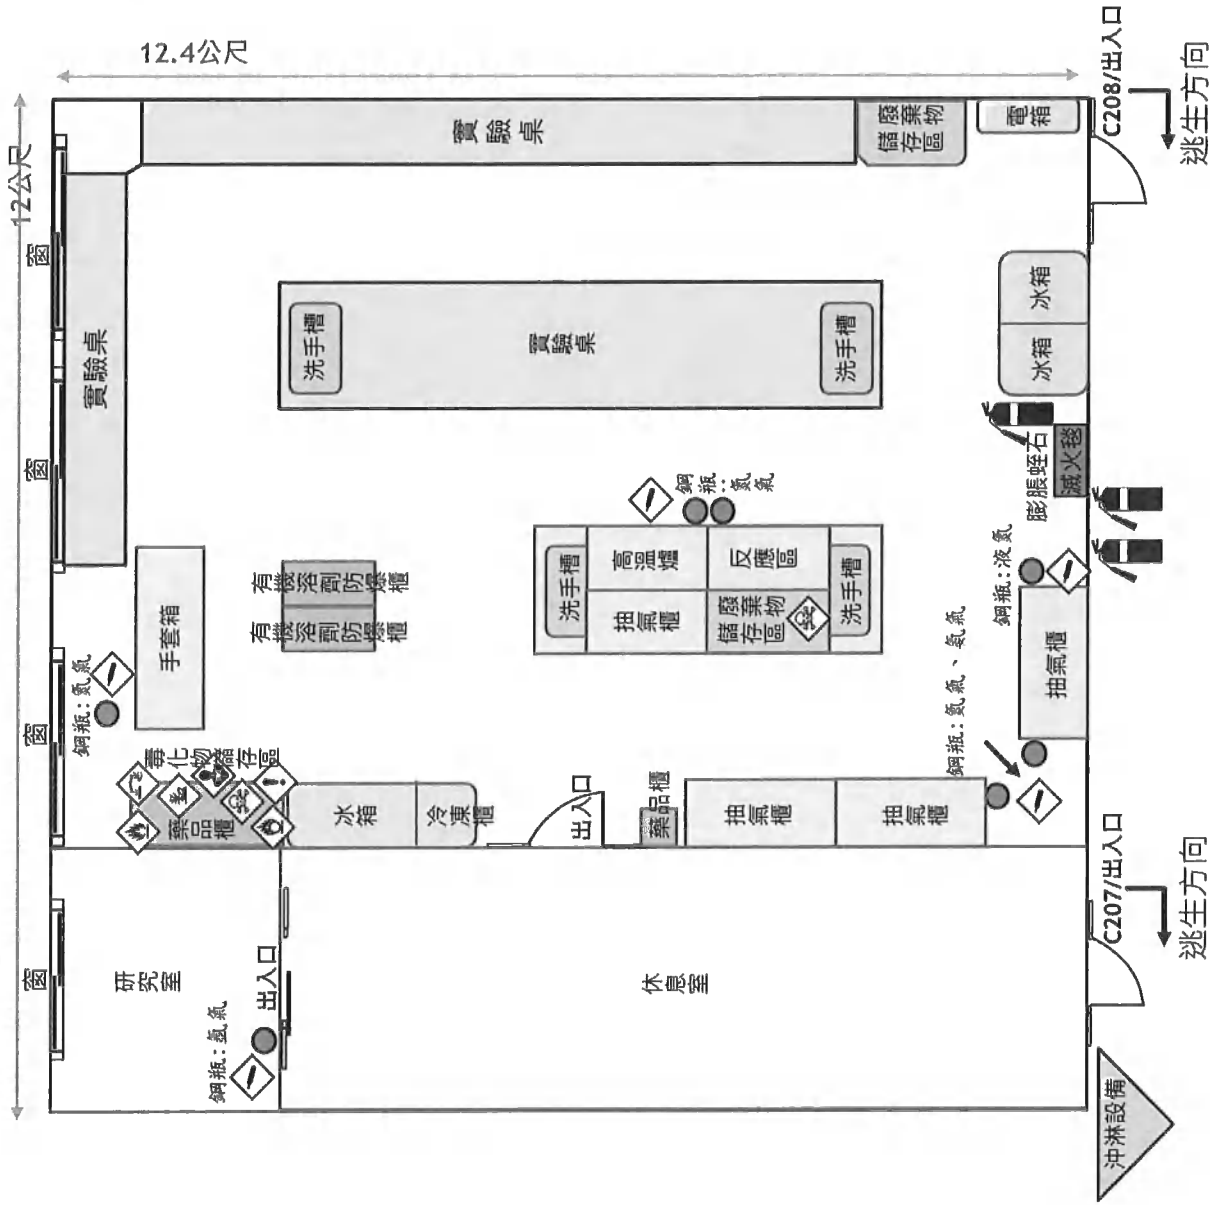 12.4公尺
12公尺
C208/出入口
逃生方向
實驗桌
廢棄物
儲存區
電箱
窗
實驗桌
洗手槽
實驗桌
洗手槽
冰箱
冰箱
窗
膨脹蛭石
滅火毯
鋼瓶:氮氣
有機溶劑防爆櫃
有機溶劑防爆櫃
手套箱
洗手槽
高溫爐
反應區
抽氣櫃
廢棄物
儲存區
洗手槽
鋼瓶:液氮
抽氣櫃
窗
鋼瓶:氮氣
鋼瓶:
毒化物儲存區
藥品櫃
冰箱
冷凍櫃
出入口
藥品櫃
抽氣櫃
抽氣櫃
C207/出入口
逃生方向
窗
研究室
出入口
休息室
鋼瓶:氬氣
沖淋設備